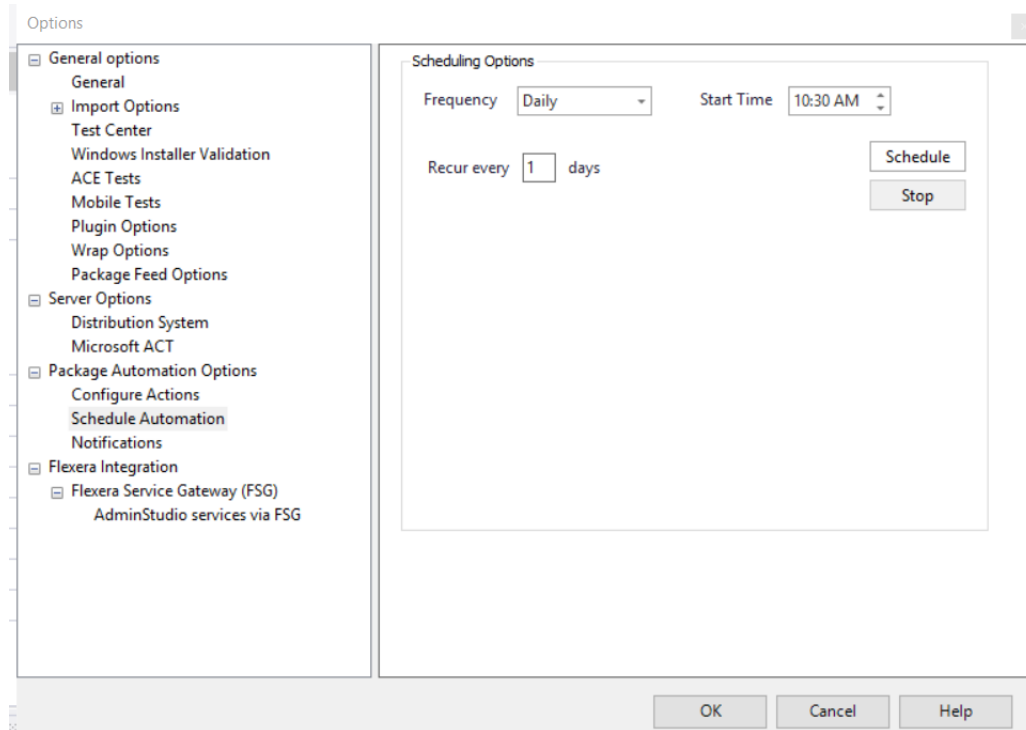 Options
General options
General
Import Options
Test Center
Windows Installer Validation
ACE Tests
Mobile Tests
Plugin Options
Wrap Options
Package Feed Options
Server Options
Distribution System
Microsoft ACT
Package Automation Options
Configure Actions
Schedule Automation
Notifications
Flexera Integration
Flexera Service Gateway (FSG)
AdminStudio services via FSG
Scheduling Options
Frequency Daily Start Time 10:30 AM
Recur every 1 days
Schedule
Stop
OK Cancel Help